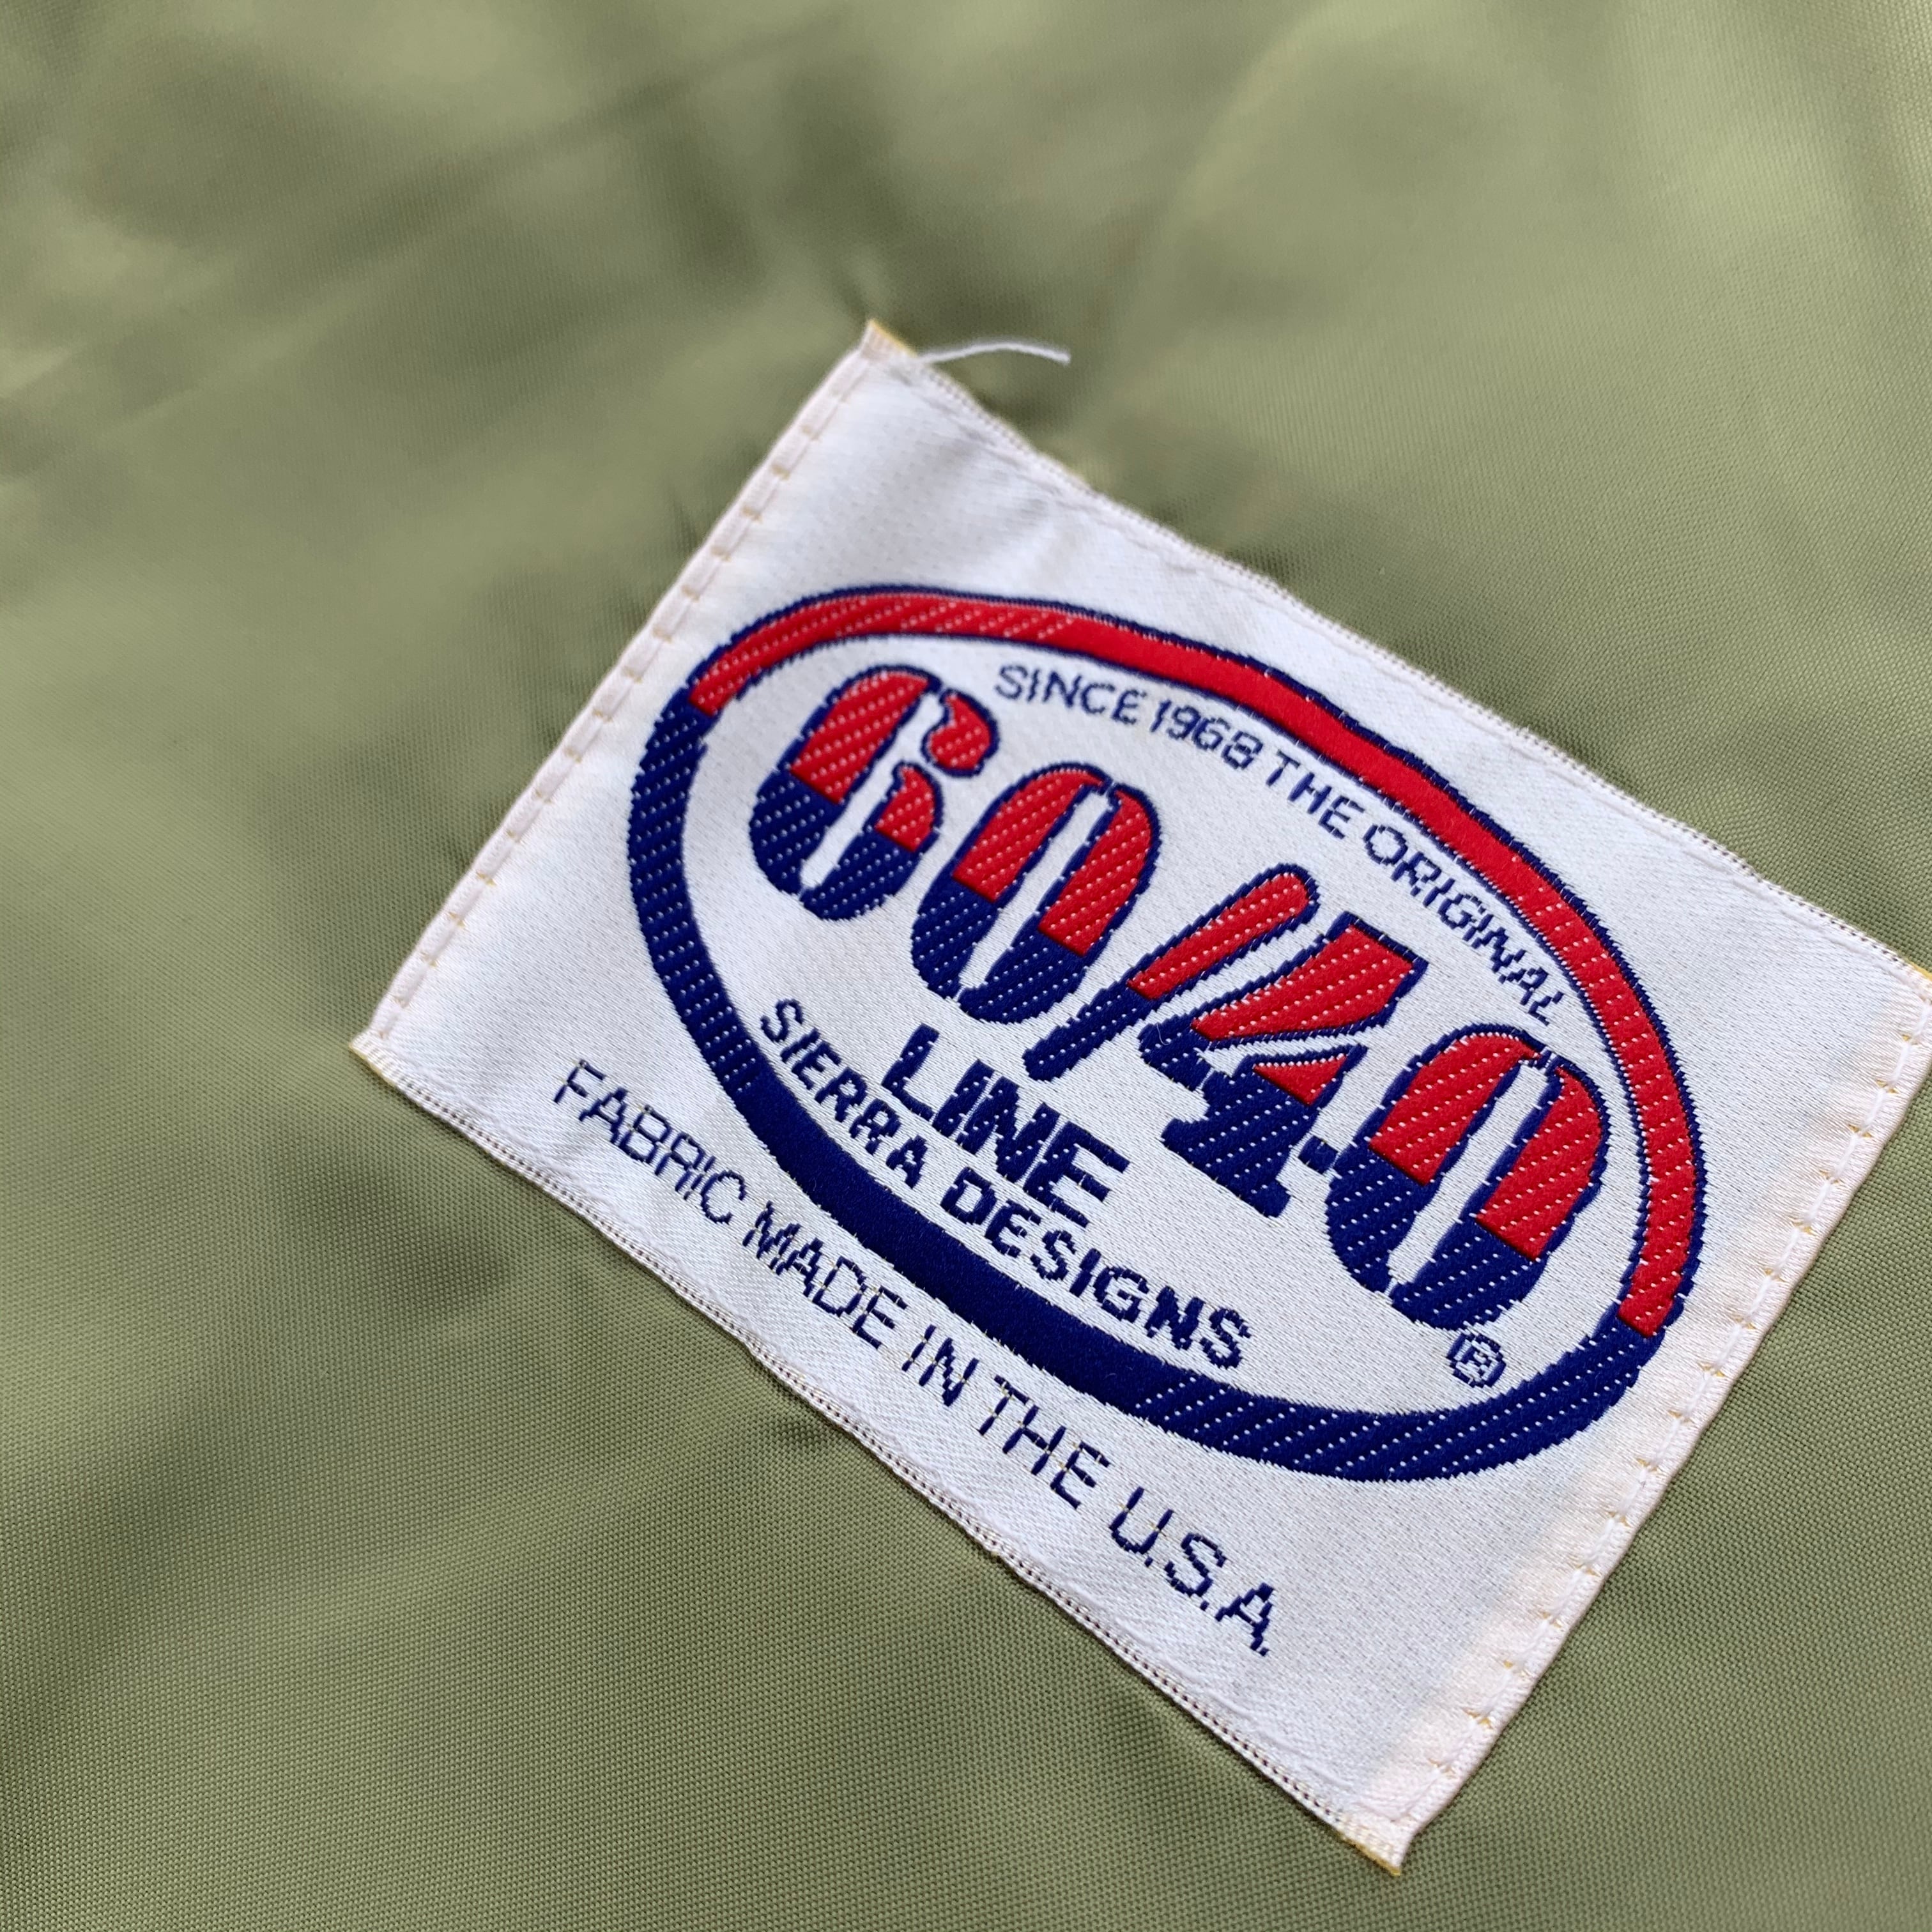 SINCE 1968 THE ORIGINAL
60/40
®
LINE
SIERRA DESIGNS
FABRIC MADE IN THE U.S.A.